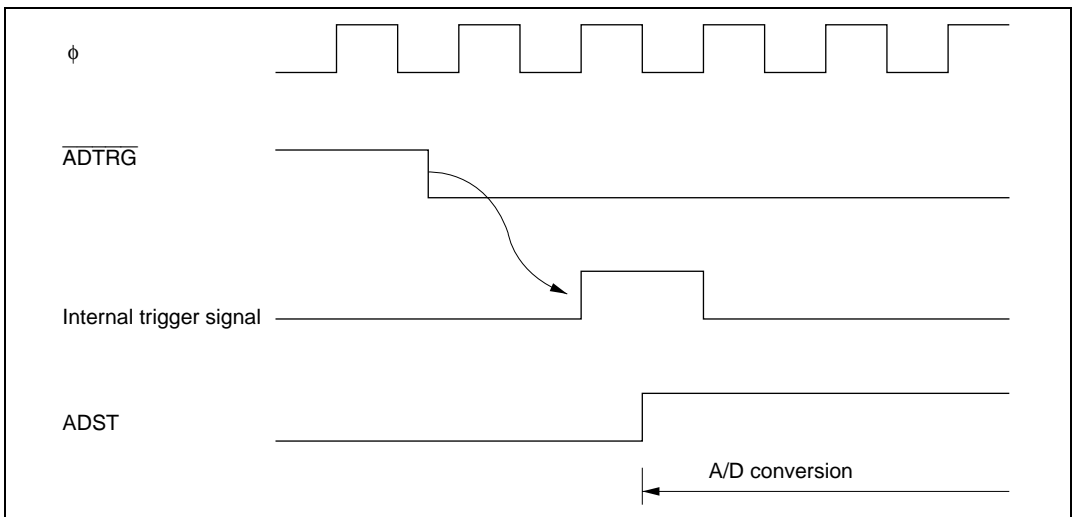 ϕ
ADTRG
Internal trigger signal
ADST
A/D conversion